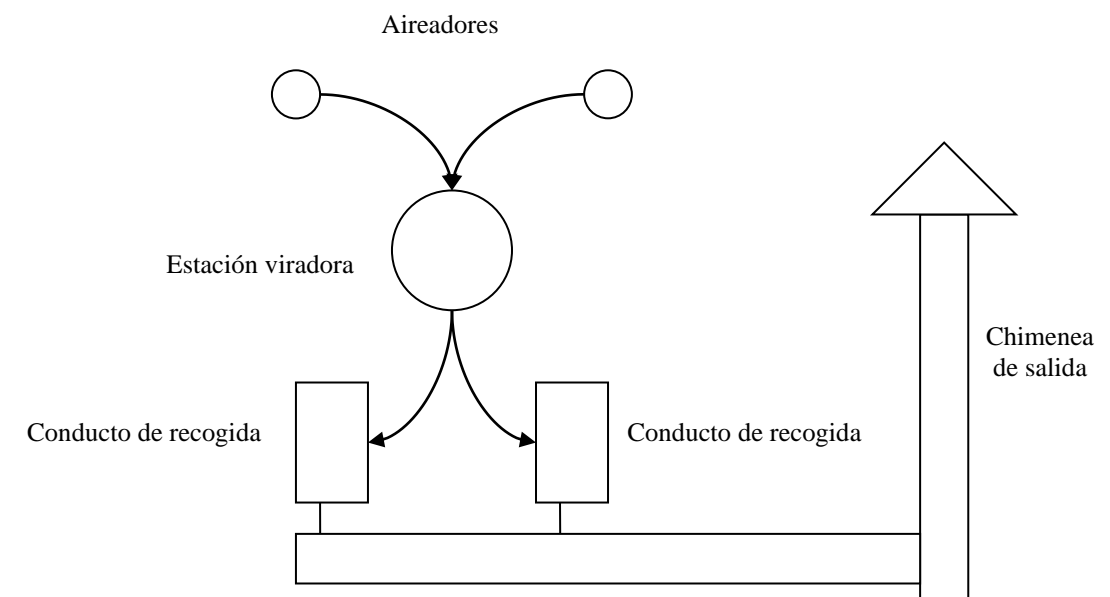 Aireadores
Estación viradora
Chimenea
de salida
Conducto de recogida
Conducto de recogida